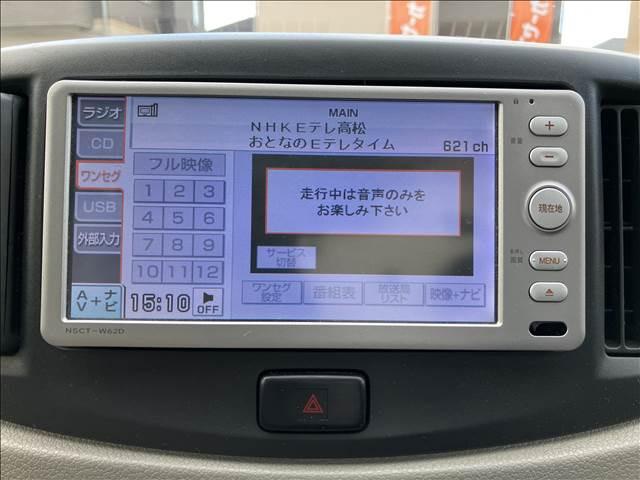 ラジオ
MAIN
NHKEテレ高松
おとなのEテレタイム 621ch
CD
フル映像
ワンセグ
1 2 3
走行中は音声のみを
お楽しみ下さい
USB
4 5 6
外部入力
7 8 9
サービス
切替
10 11 12
ワンセグ
設定
番組表
放送局
リスト
映像+ナビ
AV+ナビ
15:10
OFF
NSCT-W62D
+
音量
-
現在地
画質
MENU